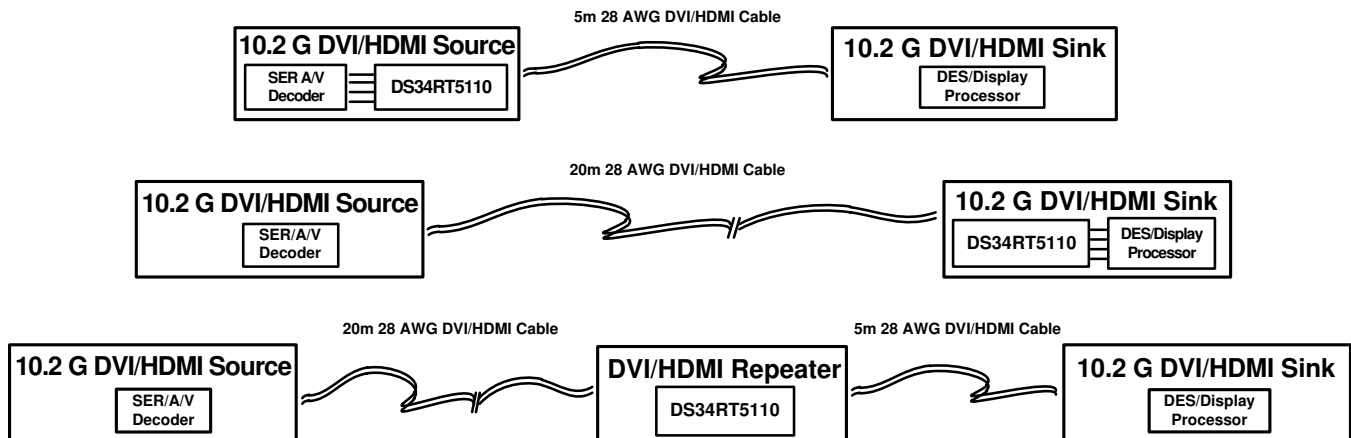 5m 28 AWG DVI/HDMI Cable
10.2 G DVI/HDMI Source
SER A/V
Decoder
DS34RT5110
10.2 G DVI/HDMI Sink
DES/Display
Processor
20m 28 AWG DVI/HDMI Cable
10.2 G DVI/HDMI Source
SER/A/V
Decoder
10.2 G DVI/HDMI Sink
DS34RT5110
DES/Display
Processor
20m 28 AWG DVI/HDMI Cable
5m 28 AWG DVI/HDMI Cable
10.2 G DVI/HDMI Source
SER/A/V
Decoder
DVI/HDMI Repeater
DS34RT5110
10.2 G DVI/HDMI Sink
DES/Display
Processor